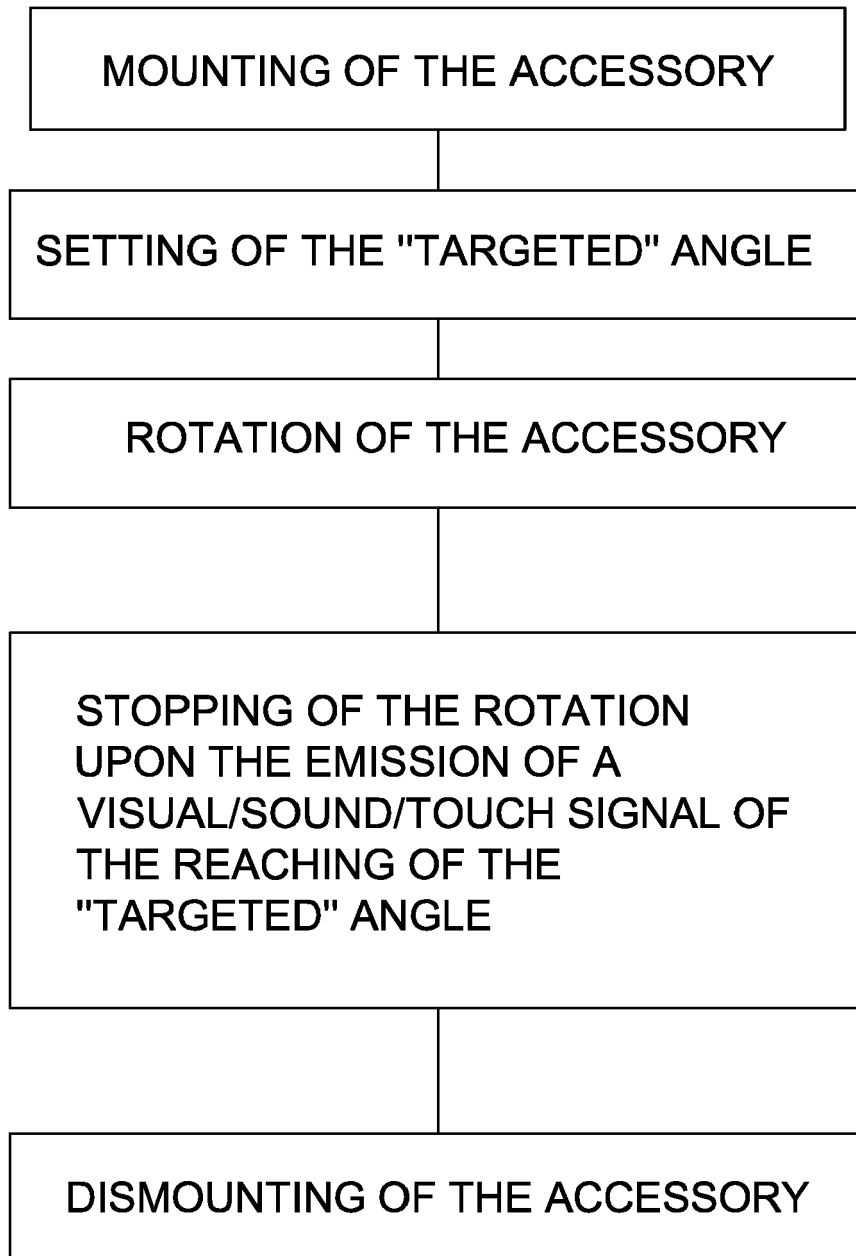 MOUNTING OF THE ACCESSORY
SETTING OF THE "TARGETED" ANGLE
ROTATION OF THE ACCESSORY
STOPPING OF THE ROTATION
UPON THE EMISSION OF A
VISUAL/SOUND/TOUCH SIGNAL OF
THE REACHING OF THE
"TARGETED" ANGLE
DISMOUNTING OF THE ACCESSORY